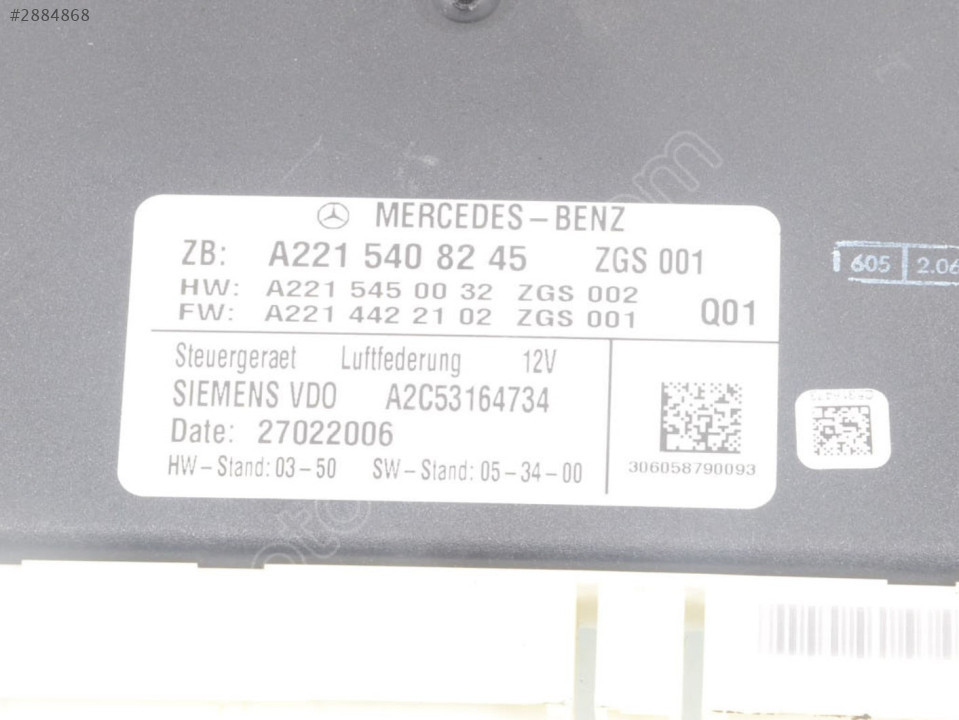 #2884868
MERCEDES-BENZ
ZB: A221 540 82 45 ZGS 001
HW: A221 545 00 32 ZGS 002
FW: A221 442 21 02 ZGS 001 Q01
Steuergeraet Luftfederung 12V
SIEMENS VDO A2C53164734
Date: 27022006
HW-Stand: 03-50 SW-Stand: 05-34-00
306058790093
605 2.06